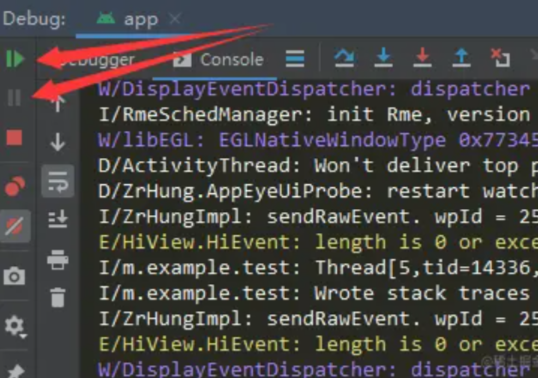 Debug: app
Debugger Console
W/DisplayEventDispatcher: dispatcher
I/RmeSchedManager: init Rme, version
W/libEGL: EGLNativeWindowType 0x77345
D/ActivityThread: Won't deliver top p
D/ZrHung.AppEyeUiProbe: restart watch
I/ZrHungImpl: sendRawEvent. wpId = 25
E/HiView.HiEvent: length is 0 or exce
I/m.example.test: Thread[5,tid=14336,
I/m.example.test: Wrote stack traces
I/ZrHungImpl: sendRawEvent. wpId = 25
E/HiView.HiEvent: length is 0 or exce
W/DisplayEventDispatcher: dispatcher